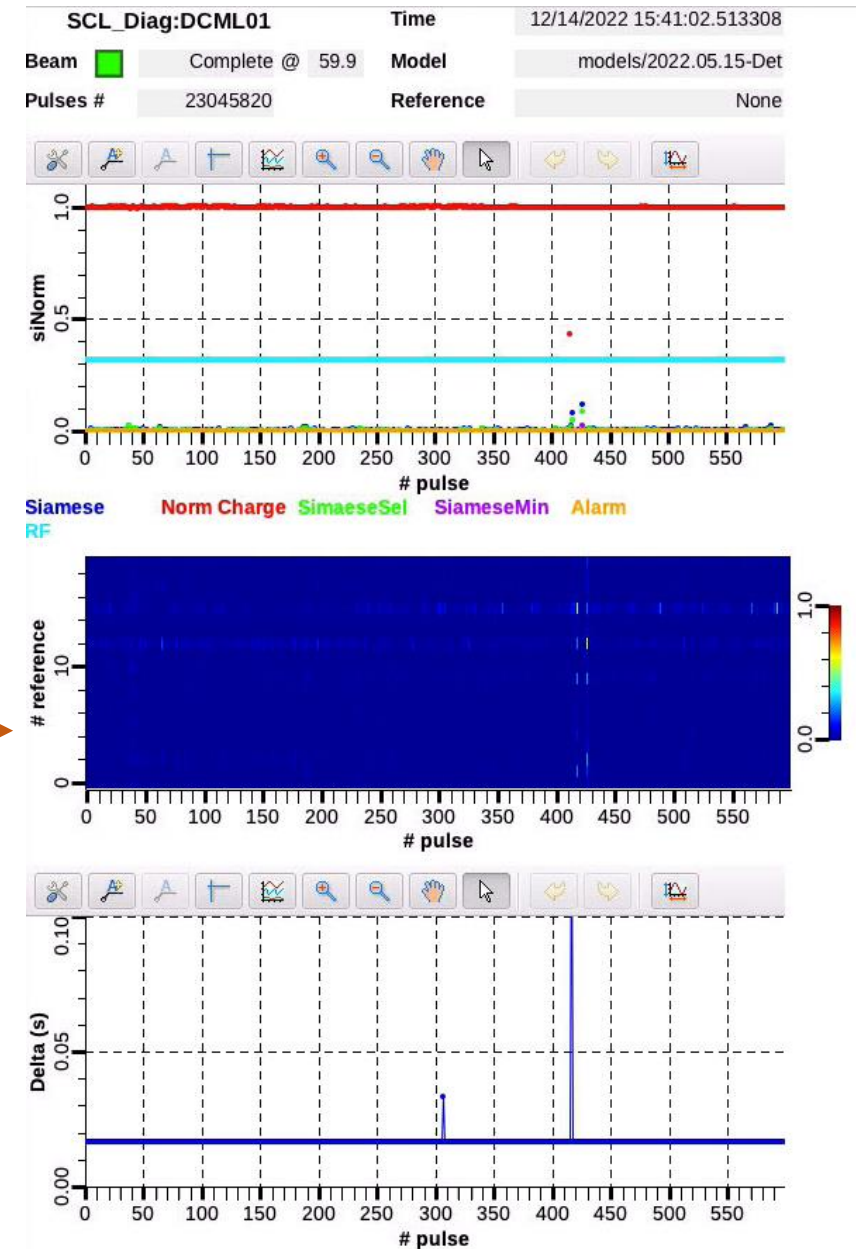 SCL_Diag:DCML01 Time 12/14/2022 15:41:02.513308
Beam Complete @ 59.9 Model models/2022.05.15-Det
Pulses # 23045820 Reference None
siNorm
1.0
0.5
0.0
0 50 100 150 200 250 300 350 400 450 500 550
# pulse
Siamese Norm Charge SimaeseSel SiameseMin Alarm
RF
# reference
10
0
1.0
0.0
0 50 100 150 200 250 300 350 400 450 500 550
# pulse
Delta (s)
0.10
0.05
0.00
0 50 100 150 200 250 300 350 400 450 500 550
# pulse